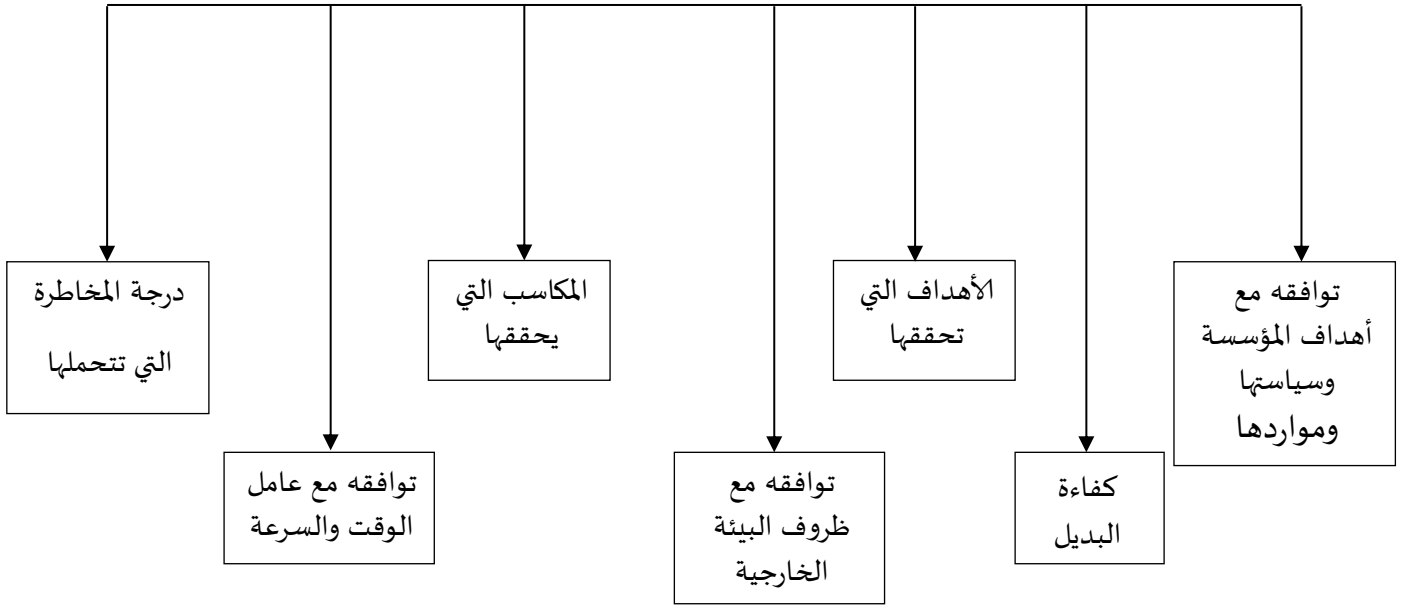 توافقه مع
أهداف المؤسسة
وسياستها
ومواردها
كفاءة
البديل
الأهداف التي
تحققها
توافقه مع
ظروف البيئة
الخارجية
المكاسب التي
يحققها
توافقه مع عامل
الوقت والسرعة
درجة المخاطرة
التي تتحملها